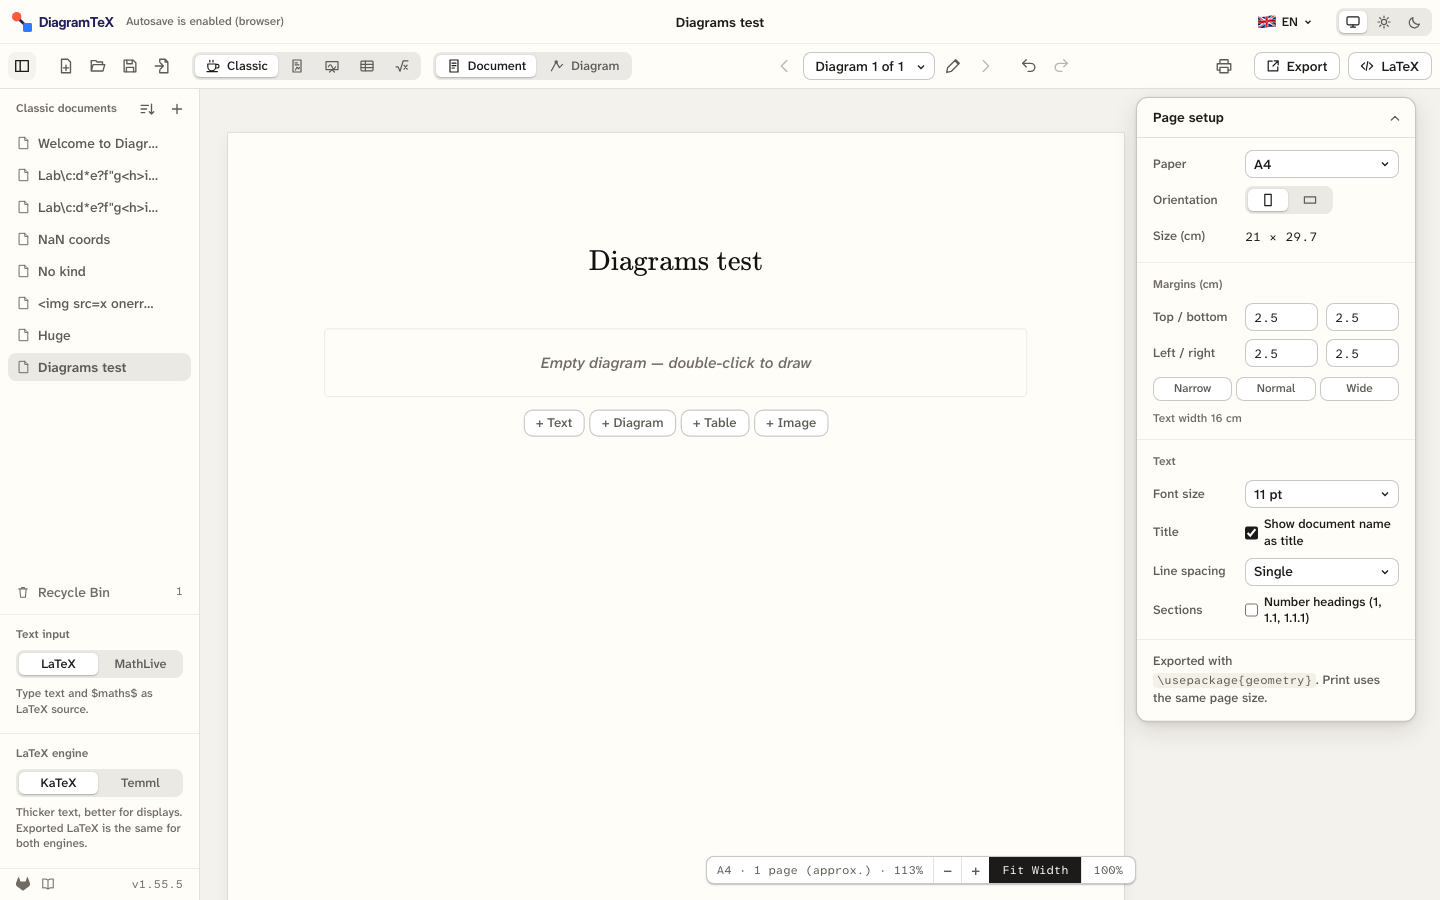 DiagramTeX
Autosave is enabled (browser)
Diagrams test
EN
Classic
Document
Diagram
Diagram 1 of 1
Export
LaTeX
Classic documents
Welcome to Diagr...
Lab\c:d*e?f"g<h>i...
Lab\c:d*e?f"g<h>i...
NaN coords
No kind
<img src=x onerr...
Huge
Diagrams test
Recycle Bin
1
Text input
LaTeX
MathLive
Type text and $maths$ as
LaTeX source.
LaTeX engine
KaTeX
Temml
Thicker text, better for displays.
Exported LaTeX is the same for
both engines.
v1.55.5
Diagrams test
Empty diagram — double-click to draw
+ Text
+ Diagram
+ Table
+ Image
A4 · 1 page (approx.) · 113%
−
+
Fit Width
100%
Page setup
Paper
A4
Orientation
Size (cm)
21 × 29.7
Margins (cm)
Top / bottom
2.5
2.5
Left / right
2.5
2.5
Narrow
Normal
Wide
Text width 16 cm
Text
Font size
11 pt
Title
Show document name
as title
Line spacing
Single
Sections
Number headings (1,
1.1, 1.1.1)
Exported with
\usepackage{geometry}. Print uses
the same page size.